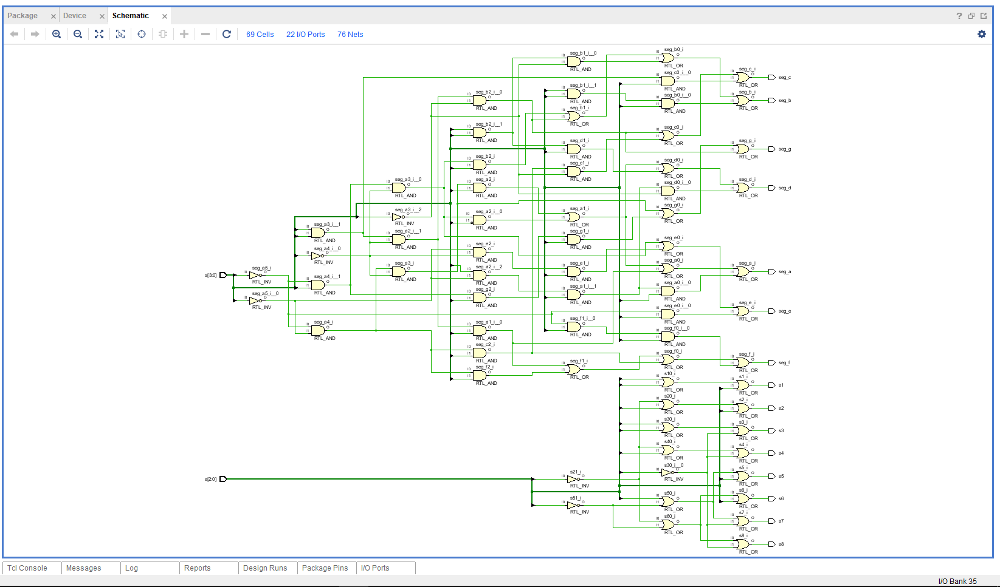 Package
Device
Schematic
69 Cells
22 I/O Ports
76 Nets
seg_b1_i__0
RTL_AND
seg_b0_i
RTL_OR
seg_c0_i__0
RTL_AND
seg_c_i
RTL_OR
seg_c
seg_b2_i__0
RTL_AND
seg_b1_i__1
RTL_AND
seg_b0_i__0
RTL_AND
seg_b_i
RTL_OR
seg_b
seg_b1_i
RTL_OR
seg_b2_i__1
RTL_AND
seg_d1_i
RTL_AND
seg_c0_i
RTL_OR
seg_g_i
RTL_OR
seg_g
seg_b2_i
RTL_AND
seg_c1_i
RTL_AND
seg_d0_i
RTL_OR
seg_a3_i__0
RTL_AND
seg_a2_i
RTL_AND
seg_d0_i__0
RTL_AND
seg_d_i
RTL_OR
seg_d
seg_a3_i__2
RTL_INV
seg_a2_i__0
RTL_AND
seg_a1_i
RTL_OR
seg_g0_i
RTL_OR
seg_a3_i__1
RTL_AND
seg_a2_i__1
RTL_AND
seg_g1_i
RTL_AND
seg_a4_i__0
RTL_INV
seg_e2_i
RTL_AND
seg_e0_i
RTL_OR
a[3:0]
seg_a5_i
RTL_INV
seg_a4_i__1
RTL_AND
seg_a3_i
RTL_AND
seg_a2_i__2
RTL_AND
seg_e1_i
RTL_AND
seg_a0_i
RTL_OR
seg_a_i
RTL_OR
seg_a
seg_a5_i__0
RTL_INV
seg_g2_i
RTL_AND
seg_a1_i__1
RTL_AND
seg_a0_i__0
RTL_AND
seg_e0_i__0
RTL_AND
seg_e_i
RTL_OR
seg_e
seg_a4_i
RTL_AND
seg_a1_i__0
RTL_AND
seg_f1_i__0
RTL_AND
seg_f0_i__0
RTL_AND
seg_c2_i
RTL_AND
seg_f0_i
RTL_OR
seg_f_i
RTL_OR
seg_f
seg_f2_i
RTL_AND
seg_f1_i
RTL_OR
s10_i
RTL_OR
s1_i
RTL_OR
s1
s20_i
RTL_OR
s2_i
RTL_OR
s2
s30_i
RTL_OR
s3_i
RTL_OR
s3
s40_i
RTL_OR
s4_i
RTL_OR
s4
s[2:0]
s21_i
RTL_INV
s30_i__0
RTL_INV
s5_i
RTL_OR
s5
s51_i
RTL_INV
s50_i
RTL_OR
s6_i
RTL_OR
s6
s60_i
RTL_OR
s7_i
RTL_OR
s7
s8_i
RTL_OR
s8
Tcl Console
Messages
Log
Reports
Design Runs
Package Pins
I/O Ports
I/O Bank 35